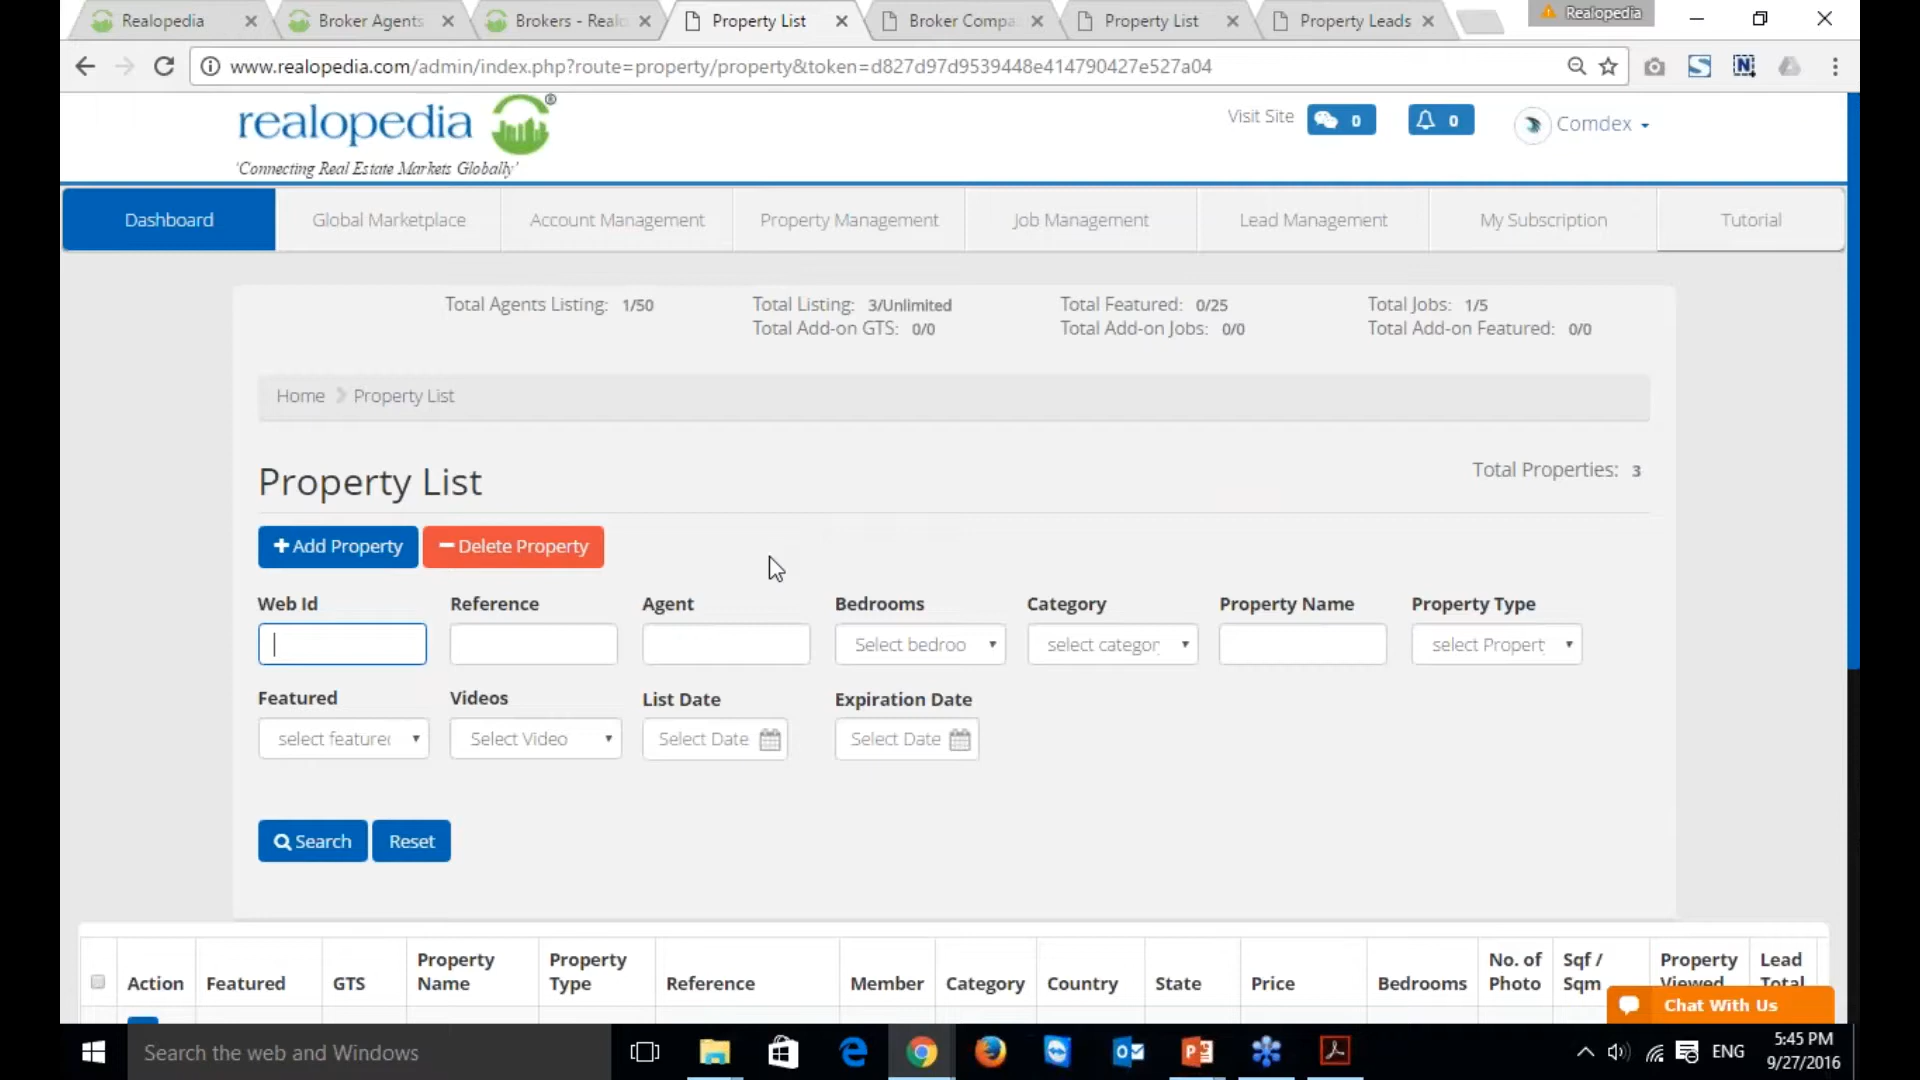 Realopedia
Broker Agents
Brokers - Realo
Property List
Broker Compa
Property List
Property Leads
Realopedia
www.realopedia.com/admin/index.php?route=property/property&token=d827d97d9539448e414790427e527a04
realopedia®
'Connecting Real Estate Markets Globally'
Visit Site
0
0
Comdex
Dashboard
Global Marketplace
Account Management
Property Management
Job Management
Lead Management
My Subscription
Tutorial
Total Agents Listing: 1/50
Total Listing: 3/Unlimited
Total Featured: 0/25
Total Jobs: 1/5
Total Add-on GTS: 0/0
Total Add-on Jobs: 0/0
Total Add-on Featured: 0/0
Home
Property List
Property List
Total Properties: 3
Add Property
Delete Property
Web Id
Reference
Agent
Bedrooms
Category
Property Name
Property Type
Select bedroo
select categor
select Propert
Featured
Videos
List Date
Expiration Date
select feature
Select Video
Select Date
Select Date
Search
Reset
Action
Featured
GTS
Property Name
Property Type
Reference
Member
Category
Country
State
Price
Bedrooms
No. of Photo
Sqf / Sqm
Property Viewed
Lead Total
Chat With Us
Search the web and Windows
ENG
5:45 PM
9/27/2016